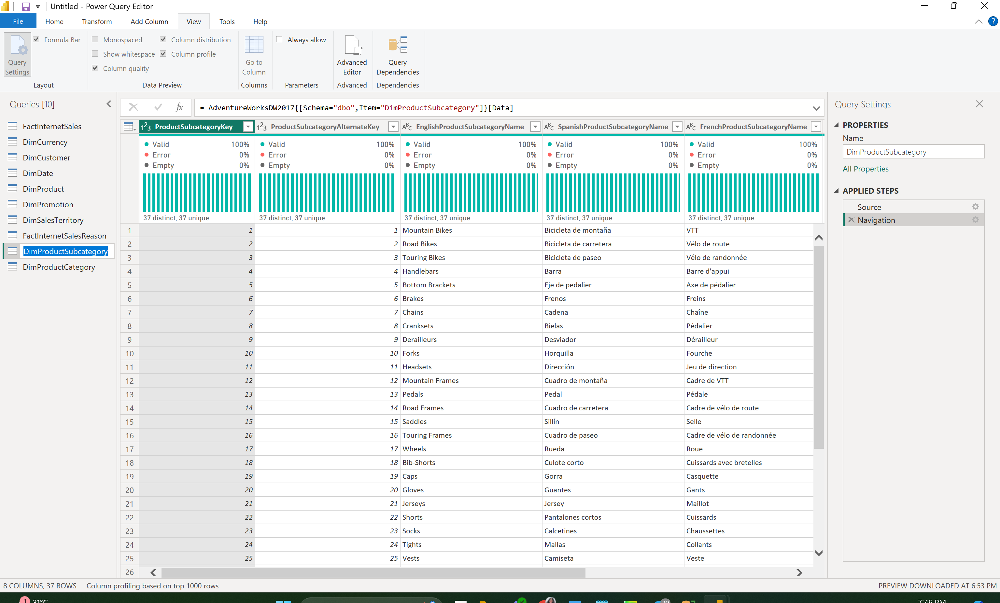 Untitled - Power Query Editor
File Home Transform Add Column View Tools Help
Query Settings
Formula Bar
Layout
Monospaced Column distribution
Show whitespace Column profile
Column quality
Data Preview
Go to Column
Columns
Always allow
Parameters
Advanced Editor
Advanced
Query Dependencies
Dependencies
Queries [10]
FactInternetSales
DimCurrency
DimCustomer
DimDate
DimProduct
DimPromotion
DimSalesTerritory
FactInternetSalesReason
DimProductSubcategory
DimProductCategory
fx = AdventureWorksDW2017{[Schema="dbo",Item="DimProductSubcategory"]}[Data]
123 ProductSubcategoryKey 123 ProductSubcategoryAlternateKey ABC EnglishProductSubcategoryName ABC SpanishProductSubcategoryName ABC FrenchProductSubcategoryName
Valid 100% Valid 100% Valid 100% Valid 100% Valid 100%
Error 0% Error 0% Error 0% Error 0% Error 0%
Empty 0% Empty 0% Empty 0% Empty 0% Empty 0%
37 distinct, 37 unique 37 distinct, 37 unique 37 distinct, 37 unique 37 distinct, 37 unique 37 distinct, 37 unique
1 1 1 Mountain Bikes Bicicleta de montaña VTT
2 2 2 Road Bikes Bicicleta de carretera Vélo de route
3 3 3 Touring Bikes Bicicleta de paseo Vélo de randonnée
4 4 4 Handlebars Barra Barre d'appui
5 5 5 Bottom Brackets Eje de pedalier Axe de pédalier
6 6 6 Brakes Frenos Freins
7 7 7 Chains Cadena Chaîne
8 8 8 Cranksets Bielas Pédalier
9 9 9 Derailleurs Desviador Dérailleur
10 10 10 Forks Horquilla Fourche
11 11 11 Headsets Dirección Jeu de direction
12 12 12 Mountain Frames Cuadro de montaña Cadre de VTT
13 13 13 Pedals Pedal Pédale
14 14 14 Road Frames Cuadro de carretera Cadre de vélo de route
15 15 15 Saddles Sillín Selle
16 16 16 Touring Frames Cuadro de paseo Cadre de vélo de randonnée
17 17 17 Wheels Rueda Roue
18 18 18 Bib-Shorts Culote corto Cuissards avec bretelles
19 19 19 Caps Gorra Casquette
20 20 20 Gloves Guantes Gants
21 21 21 Jerseys Jersey Maillot
22 22 22 Shorts Pantalones cortos Cuissards
23 23 23 Socks Calcetines Chaussettes
24 24 24 Tights Mallas Collants
25 25 25 Vests Camiseta Veste
26
Query Settings
PROPERTIES
Name
DimProductSubcategory
All Properties
APPLIED STEPS
Source
Navigation
8 COLUMNS, 37 ROWS Column profiling based on top 1000 rows PREVIEW DOWNLOADED AT 6:53 PM
1 31°C 7:46 PM